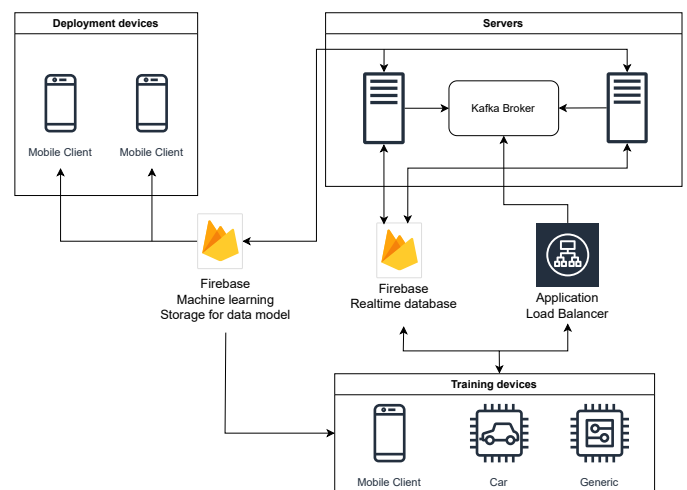 Deployment devices
Servers
Mobile Client
Mobile Client
Kafka Broker
Firebase
Machine learning
Storage for data model
Firebase
Realtime database
Application
Load Balancer
Training devices
Mobile Client
Car
Generic